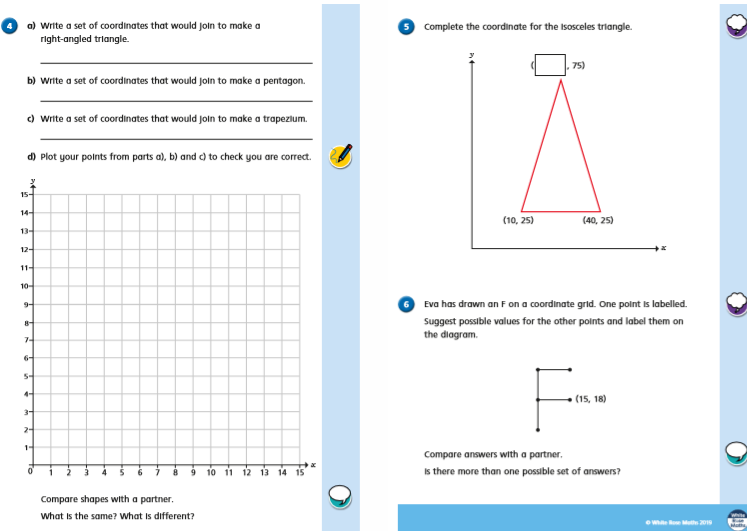 4 a) Write a set of coordinates that would join to make a
right-angled triangle.
b) Write a set of coordinates that would join to make a pentagon.
c) Write a set of coordinates that would join to make a trapezium.
d) Plot your points from parts a), b) and c) to check you are correct.
y
15
14
13
12
11
10
9
8
7
6
5
4
3
2
1
0 1 2 3 4 5 6 7 8 9 10 11 12 13 14 15 x
Compare shapes with a partner.
What is the same? What is different?
5 Complete the coordinate for the isosceles triangle.
y
( , 75)
(10, 25) (40, 25)
x
6 Eva has drawn an F on a coordinate grid. One point is labelled.
Suggest possible values for the other points and label them on
the diagram.
(15, 18)
Compare answers with a partner.
Is there more than one possible set of answers?
© White Rose Maths 2019
White
Rose
Maths